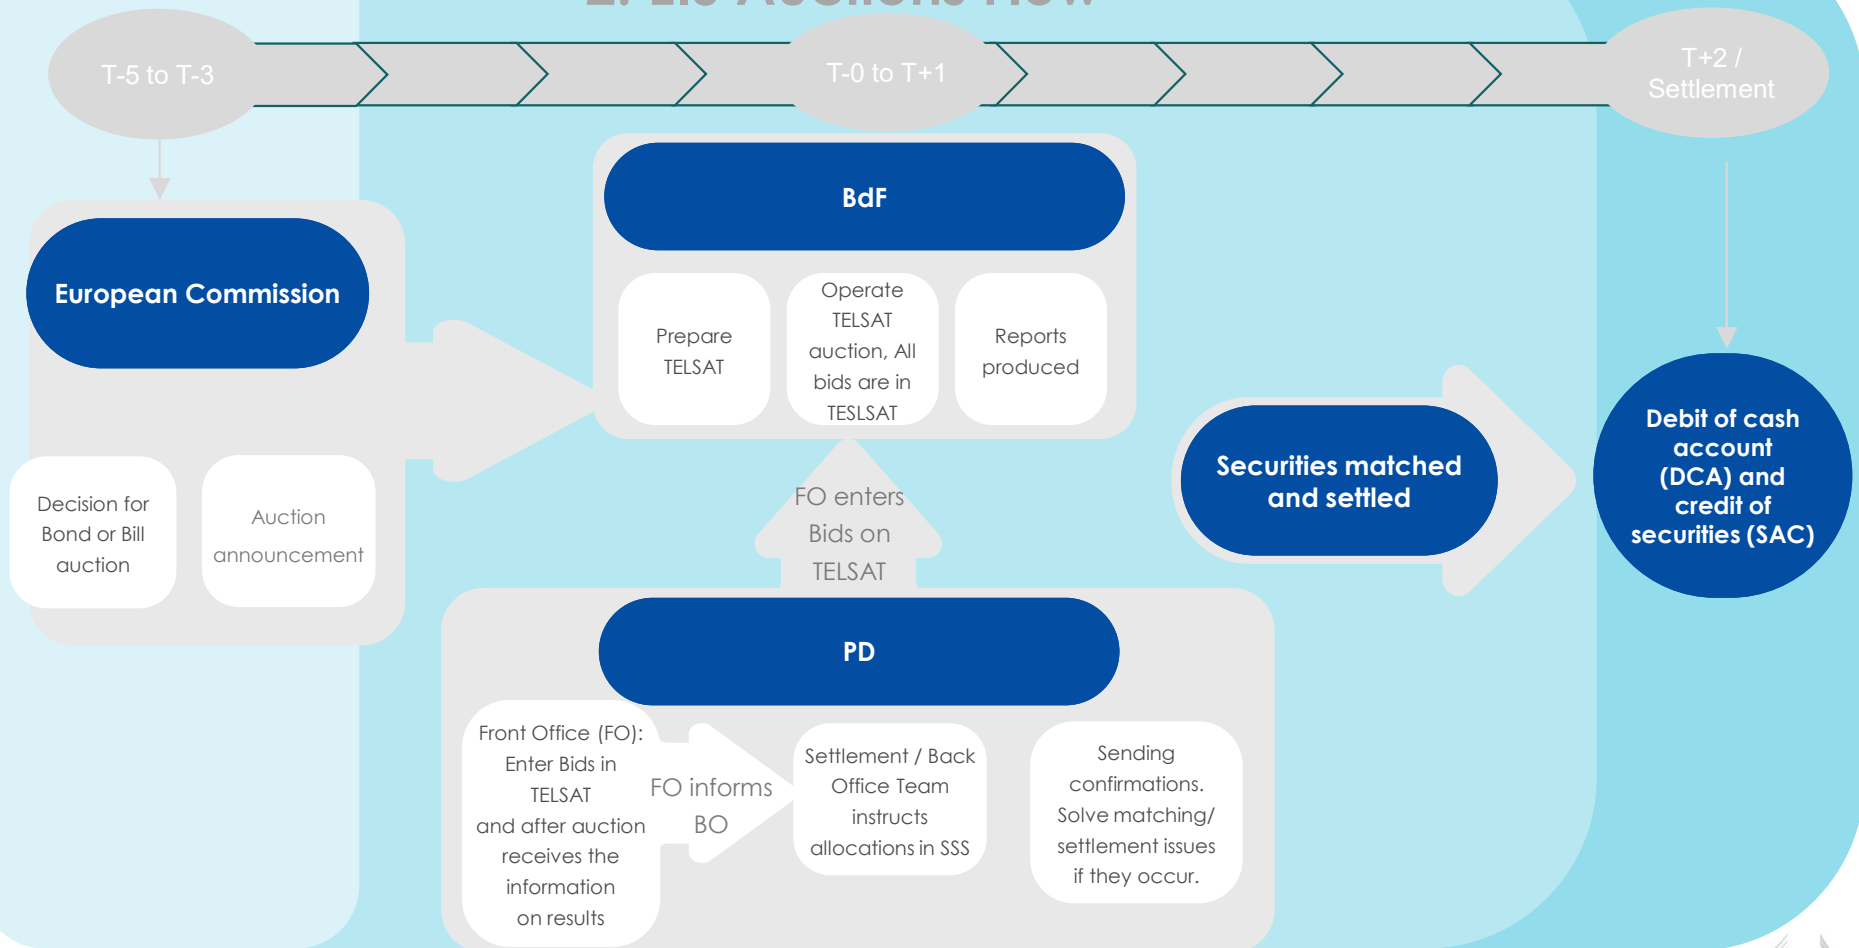 T-5 to T-3
T-0 to T+1
T+2 /
Settlement
European Commission
Decision for
Bond or Bill
auction
Auction
announcement
BdF
Prepare
TELSAT
Operate
TELSAT
auction, All
bids are in
TESLSAT
Reports
produced
FO enters
Bids on
TELSAT
PD
Front Office (FO):
Enter Bids in
TELSAT
and after auction
receives the
information
on results
FO informs
BO
Settlement / Back
Office Team
instructs
allocations in SSS
Sending
confirmations.
Solve matching/
settlement issues
if they occur.
Securities matched
and settled
Debit of cash
account
(DCA) and
credit of
securities (SAC)